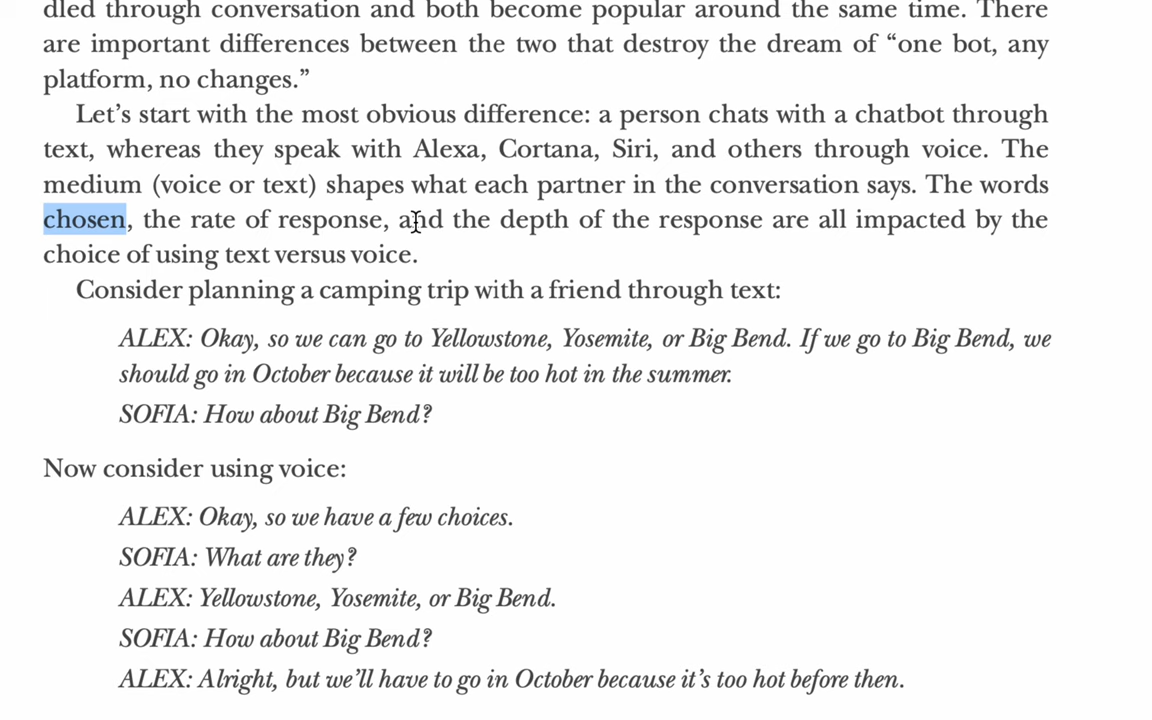 dled through conversation and both become popular around the same time. There
are important differences between the two that destroy the dream of “one bot, any
platform, no changes.”
Let’s start with the most obvious difference: a person chats with a chatbot through
text, whereas they speak with Alexa, Cortana, Siri, and others through voice. The
medium (voice or text) shapes what each partner in the conversation says. The words
chosen, the rate of response, and the depth of the response are all impacted by the
choice of using text versus voice.
Consider planning a camping trip with a friend through text:
ALEX: Okay, so we can go to Yellowstone, Yosemite, or Big Bend. If we go to Big Bend, we
should go in October because it will be too hot in the summer.
SOFIA: How about Big Bend?
Now consider using voice:
ALEX: Okay, so we have a few choices.
SOFIA: What are they?
ALEX: Yellowstone, Yosemite, or Big Bend.
SOFIA: How about Big Bend?
ALEX: Alright, but we’ll have to go in October because it’s too hot before then.